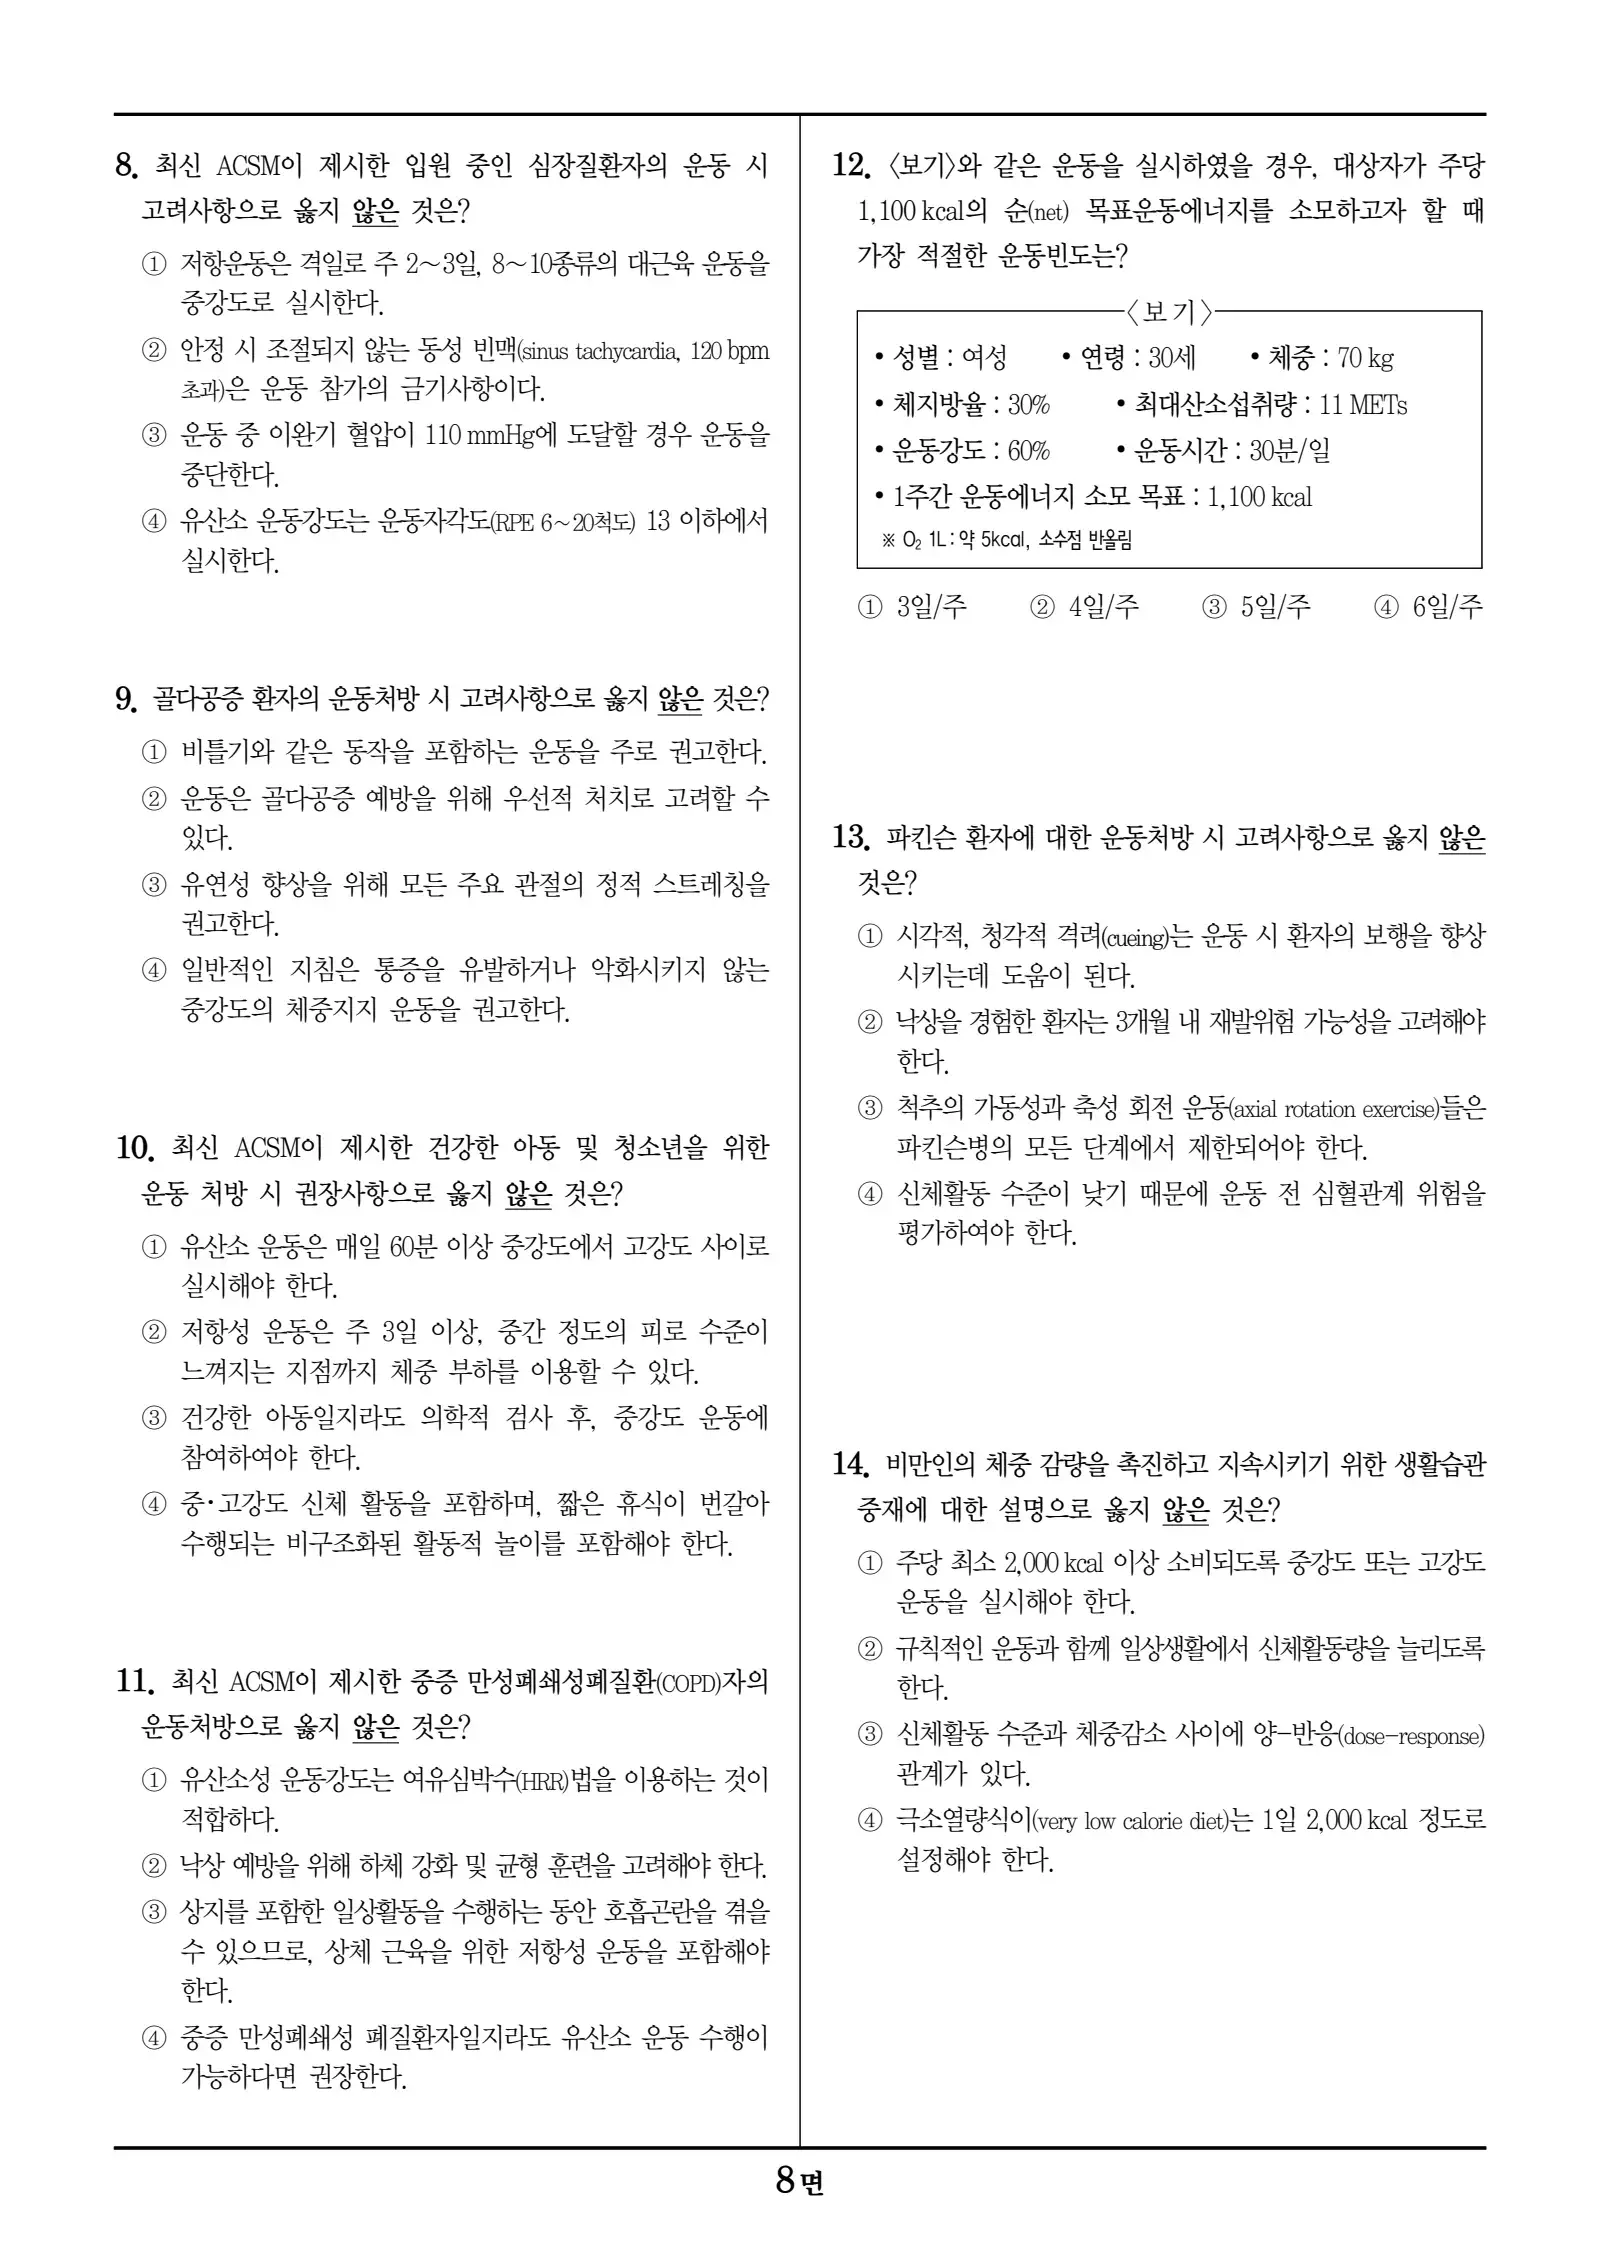 8. 최신 ACSM이 제시한 입원 중인 심장질환자의 운동 시
고려사항으로 옳지 않은 것은?
① 저항운동은 격일로 주 2～3일, 8～10종류의 대근육 운동을
중강도로 실시한다.
② 안정 시 조절되지 않는 동성 빈맥(sinus tachycardia, 120 bpm
초과)은 운동 참가의 금기사항이다.
③ 운동 중 이완기 혈압이 110 mmHg에 도달할 경우 운동을
중단한다.
④ 유산소 운동강도는 운동자각도(RPE 6～20척도) 13 이하에서
실시한다.
9. 골다공증 환자의 운동처방 시 고려사항으로 옳지 않은 것은?
① 비틀기와 같은 동작을 포함하는 운동을 주로 권고한다.
② 운동은 골다공증 예방을 위해 우선적 처치로 고려할 수
있다.
③ 유연성 향상을 위해 모든 주요 관절의 정적 스트레칭을
권고한다.
④ 일반적인 지침은 통증을 유발하거나 악화시키지 않는
중강도의 체중지지 운동을 권고한다.
10. 최신 ACSM이 제시한 건강한 아동 및 청소년을 위한
운동 처방 시 권장사항으로 옳지 않은 것은?
① 유산소 운동은 매일 60분 이상 중강도에서 고강도 사이로
실시해야 한다.
② 저항성 운동은 주 3일 이상, 중간 정도의 피로 수준이
느껴지는 지점까지 체중 부하를 이용할 수 있다.
③ 건강한 아동일지라도 의학적 검사 후, 중강도 운동에
참여하여야 한다.
④ 중·고강도 신체 활동을 포함하며, 짧은 휴식이 번갈아
수행되는 비구조화된 활동적 놀이를 포함해야 한다.
11. 최신 ACSM이 제시한 중증 만성폐쇄성폐질환(COPD)자의
운동처방으로 옳지 않은 것은?
① 유산소성 운동강도는 여유심박수(HRR)법을 이용하는 것이
적합하다.
② 낙상 예방을 위해 하체 강화 및 균형 훈련을 고려해야 한다.
③ 상지를 포함한 일상활동을 수행하는 동안 호흡곤란을 겪을
수 있으므로, 상체 근육을 위한 저항성 운동을 포함해야
한다.
④ 중증 만성폐쇄성 폐질환자일지라도 유산소 운동 수행이
가능하다면 권장한다.
12. 〈보기〉와 같은 운동을 실시하였을 경우, 대상자가 주당
1,100 kcal의 순(net) 목표운동에너지를 소모하고자 할 때
가장 적절한 운동빈도는?
〈보기〉
• 성별 : 여성 • 연령 : 30세 • 체중 : 70 kg
• 체지방율 : 30% • 최대산소섭취량 : 11 METs
• 운동강도 : 60% • 운동시간 : 30분/일
• 1주간 운동에너지 소모 목표 : 1,100 kcal
※ O₂ 1L : 약 5kcal, 소수점 반올림
① 3일/주 ② 4일/주 ③ 5일/주 ④ 6일/주
13. 파킨슨 환자에 대한 운동처방 시 고려사항으로 옳지 않은
것은?
① 시각적, 청각적 격려(cueing)는 운동 시 환자의 보행을 향상
시키는데 도움이 된다.
② 낙상을 경험한 환자는 3개월 내 재발위험 가능성을 고려해야
한다.
③ 척추의 가동성과 축성 회전 운동(axial rotation exercise)들은
파킨슨병의 모든 단계에서 제한되어야 한다.
④ 신체활동 수준이 낮기 때문에 운동 전 심혈관계 위험을
평가하여야 한다.
14. 비만인의 체중 감량을 촉진하고 지속시키기 위한 생활습관
중재에 대한 설명으로 옳지 않은 것은?
① 주당 최소 2,000 kcal 이상 소비되도록 중강도 또는 고강도
운동을 실시해야 한다.
② 규칙적인 운동과 함께 일상생활에서 신체활동량을 늘리도록
한다.
③ 신체활동 수준과 체중감소 사이에 양-반응(dose-response)
관계가 있다.
④ 극소열량식이(very low calorie diet)는 1일 2,000 kcal 정도로
설정해야 한다.
8면